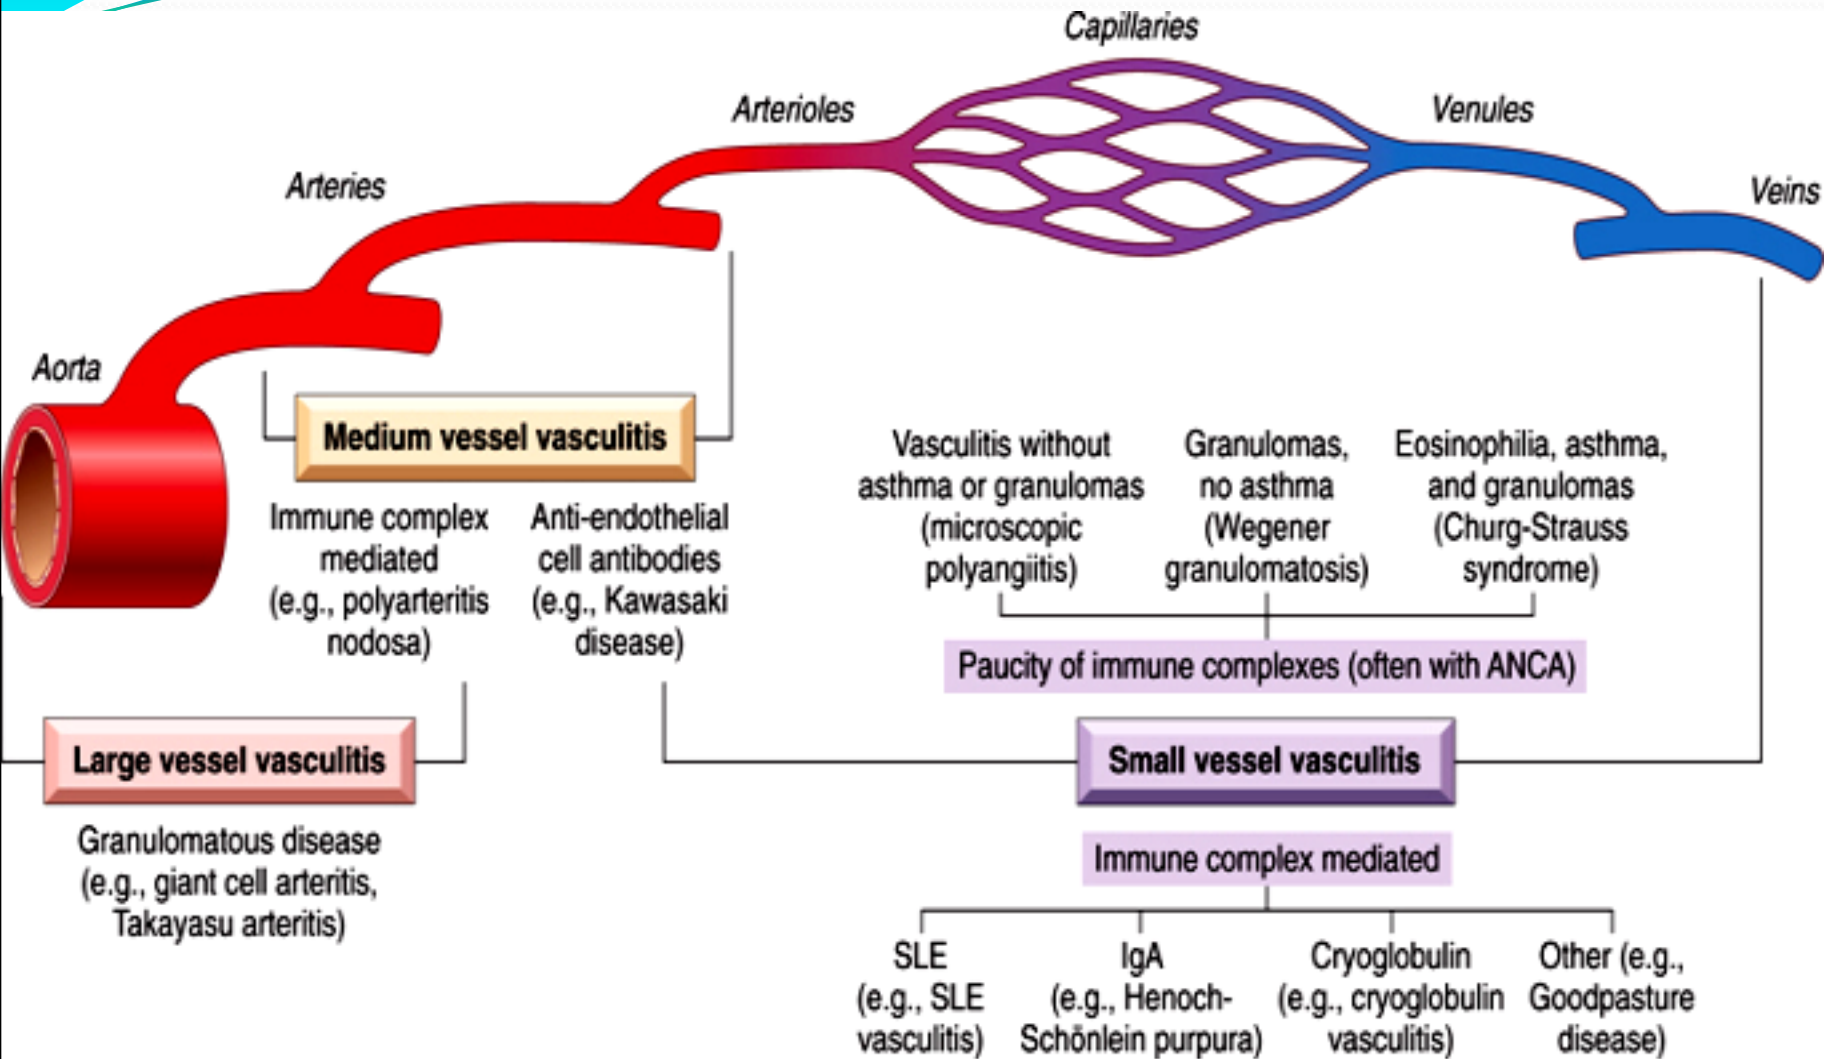 Capillaries
Arterioles
Venules
Arteries
Veins
Aorta
Medium vessel vasculitis
Immune complex
mediated
(e.g., polyarteritis
nodosa)
Anti-endothelial
cell antibodies
(e.g., Kawasaki
disease)
Vasculitis without
asthma or granulomas
(microscopic
polyangiitis)
Granulomas,
no asthma
(Wegener
granulomatosis)
Eosinophilia, asthma,
and granulomas
(Churg-Strauss
syndrome)
Paucity of immune complexes (often with ANCA)
Large vessel vasculitis
Granulomatous disease
(e.g., giant cell arteritis,
Takayasu arteritis)
Small vessel vasculitis
Immune complex mediated
SLE
(e.g., SLE
vasculitis)
IgA
(e.g., Henoch-
Schönlein purpura)
Cryoglobulin
(e.g., cryoglobulin
vasculitis)
Other (e.g.,
Goodpasture
disease)